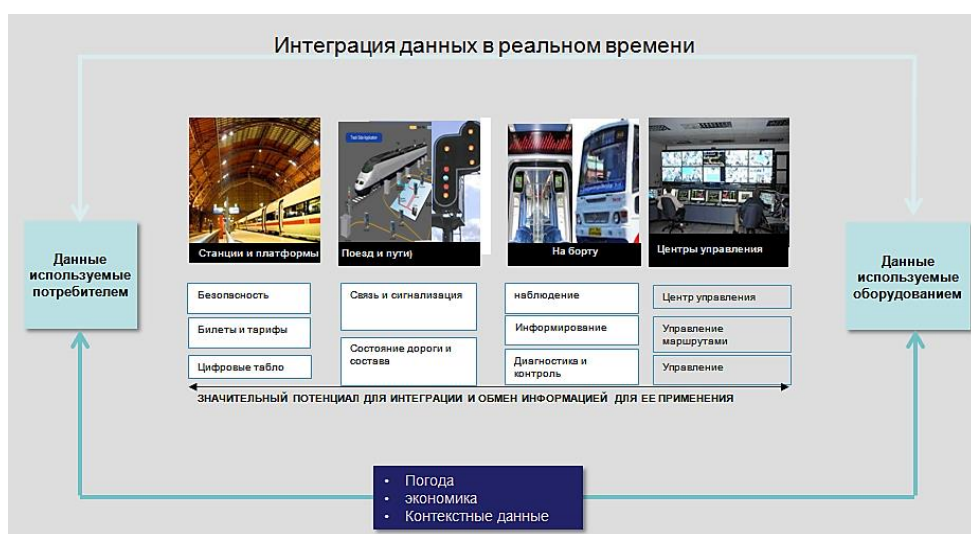 Интеграция данных в реальном времени
Станции и платформы
Поезд и пути)
На борту
Центры управления
Данные
используемые
потребителем
Данные
используемые
оборудованием
Безопасность
Билеты и тарифы
Цифровые табло
Связь и сигнализация
Состояние дороги и
состава
наблюдение
Информирование
Диагностика и
контроль
Центр управления
Управление
маршрутами
Управление
ЗНАЧИТЕЛЬНЫЙ ПОТЕНЦИАЛ ДЛЯ ИНТЕГРАЦИИ И ОБМЕН ИНФОРМАЦИЕЙ ДЛЯ ЕЕ ПРИМЕНЕНИЯ
• Погода
• экономика
• Контекстные данные